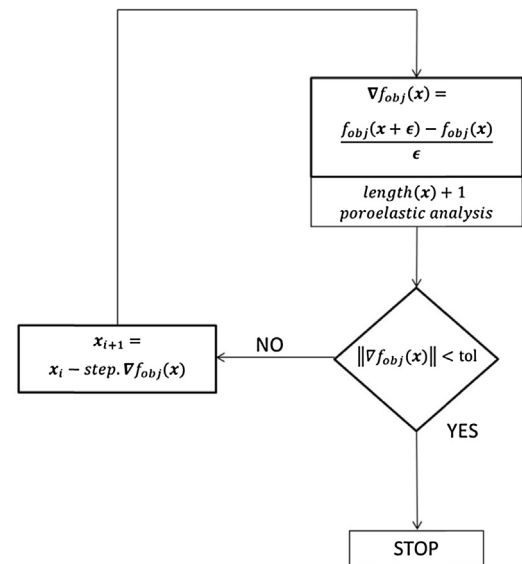 ∇f_obj(x) =
f_obj(x + ϵ) − f_obj(x)
ϵ
length(x) + 1
poroelastic analysis
x_{i+1} =
x_i − step. ∇f_obj(x)
NO
‖∇f_obj(x)‖ < tol
YES
STOP